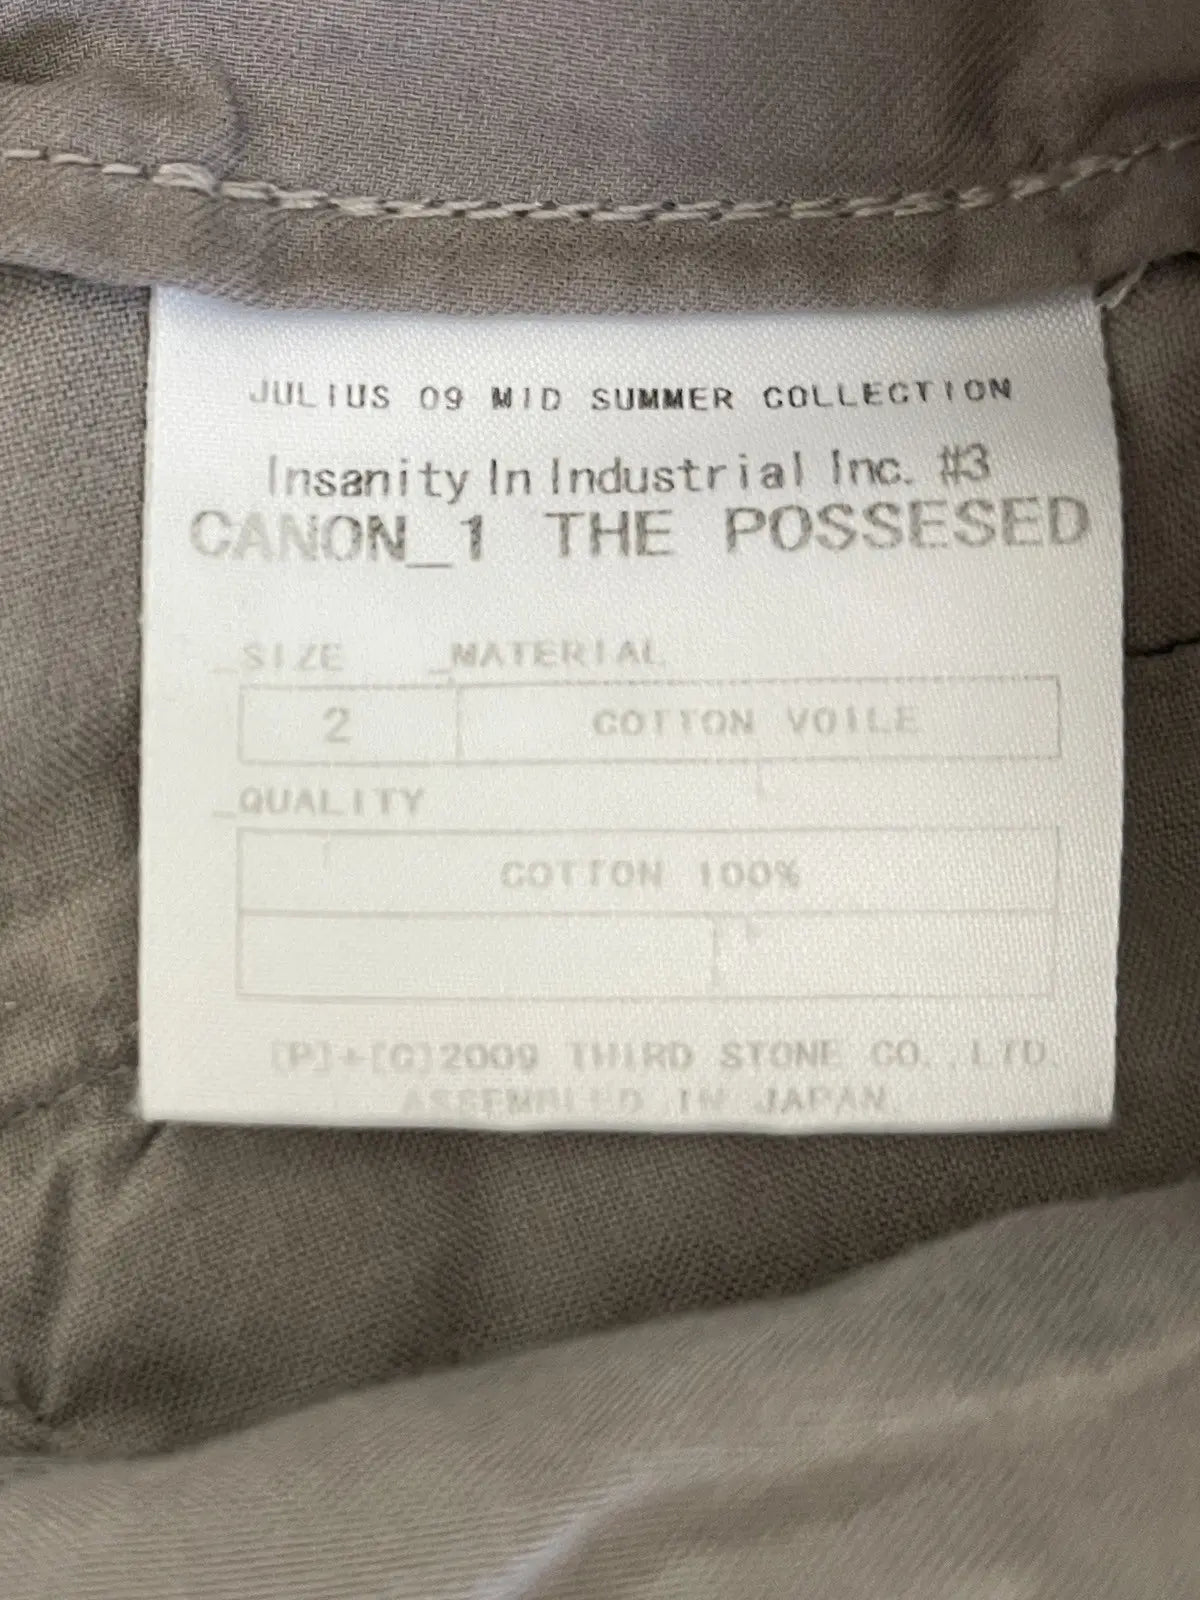 JULIUS 09 MID SUMMER COLLECTION
Insanity In Industrial Inc. #3
CANON_1 THE POSSESED
_SIZE _MATERIAL
2 COTTON VOILE
_QUALITY
COTTON 100%
[P]+[C]2009 THIRD STONE CO.,LTD.
ASSEMBLED IN JAPAN